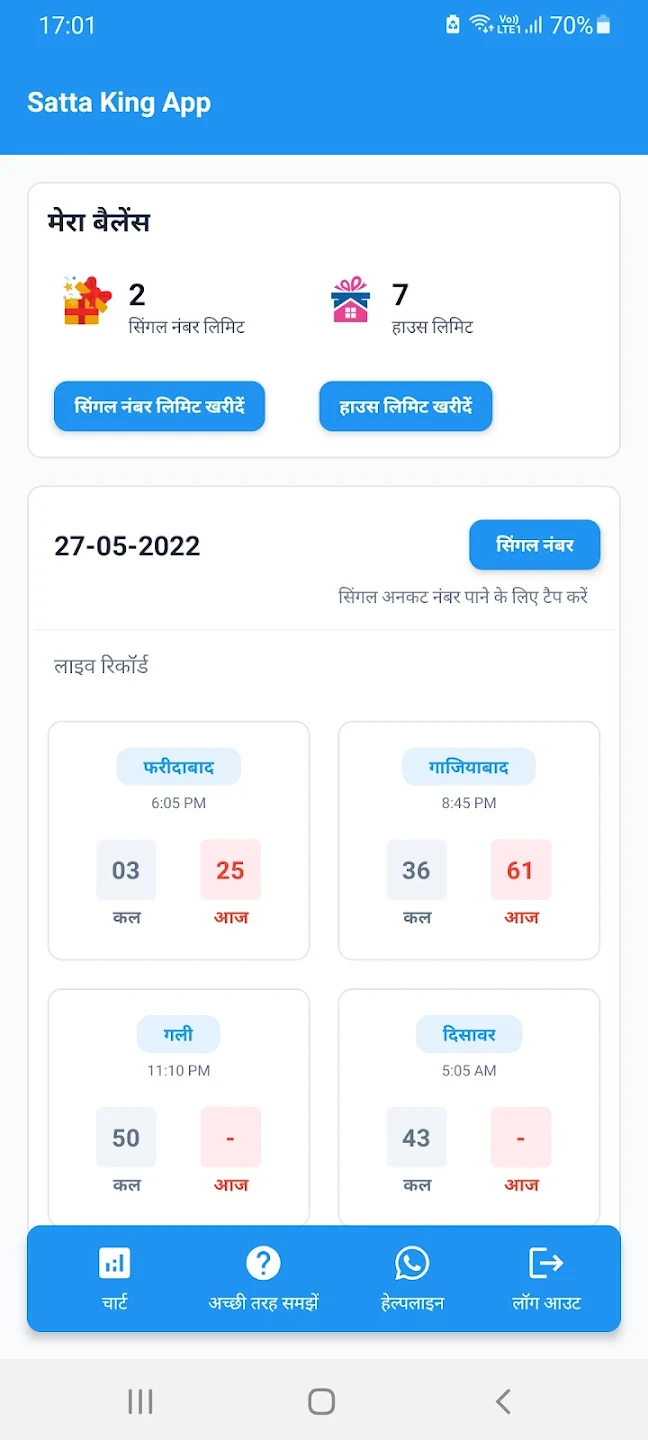 17:01 Vo)) LTE1 70%
Satta King App
मेरा बैलेंस
2
सिंगल नंबर लिमिट
7
हाउस लिमिट
सिंगल नंबर लिमिट खरीदें
हाउस लिमिट खरीदें
27-05-2022
सिंगल नंबर
सिंगल अनकट नंबर पाने के लिए टैप करें
लाइव रिकॉर्ड
फरीदाबाद
6:05 PM
03 25
कल आज
गाजियाबाद
8:45 PM
36 61
कल आज
गली
11:10 PM
50 -
कल आज
दिसावर
5:05 AM
43 -
कल आज
चार्ट
अच्छी तरह समझें
हेल्पलाइन
लॉग आउट